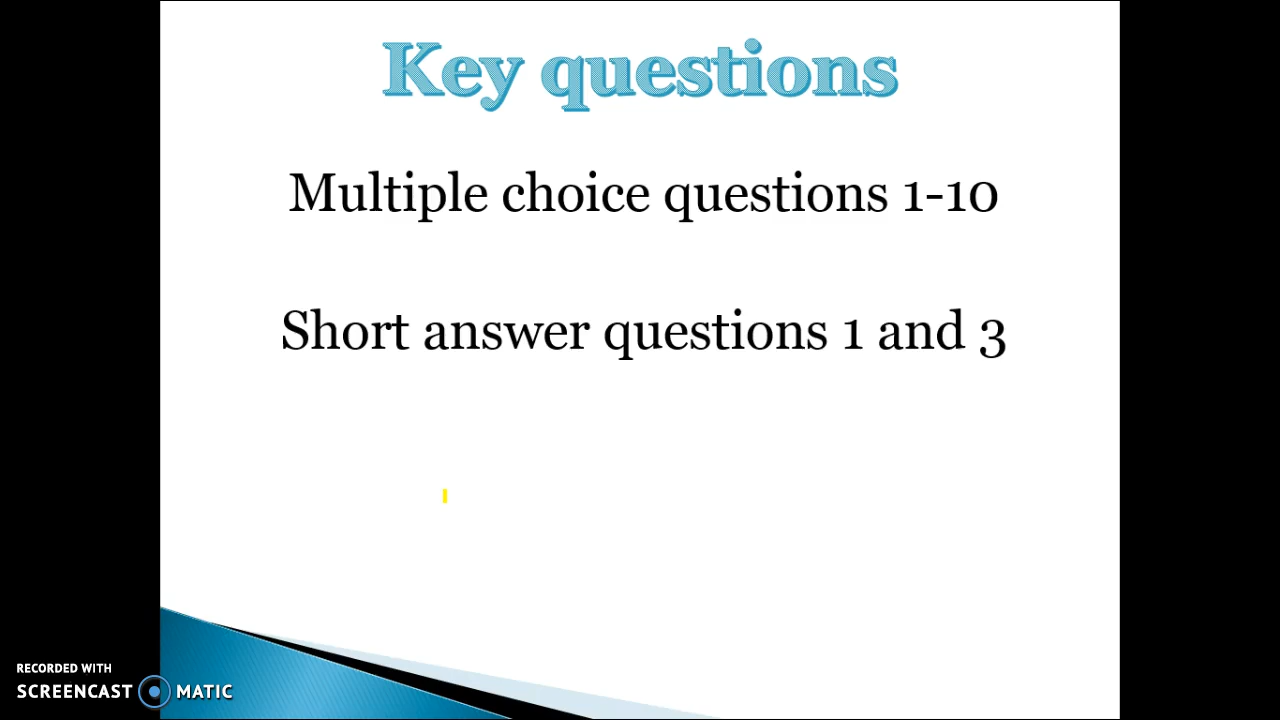 Key questions
Multiple choice questions 1-10
Short answer questions 1 and 3
RECORDED WITH
SCREENCAST MATIC